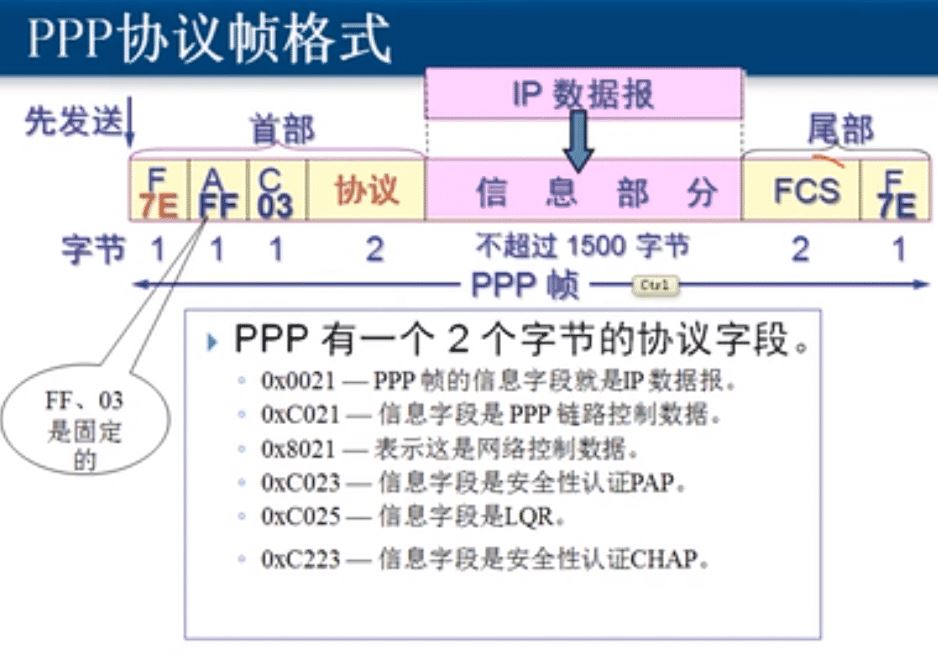 PPP协议帧格式
IP 数据报
先发送
首部
尾部
F
7E
A
FF
C
03
协议
信 息 部 分
FCS
F
7E
字节
1
1
1
2
不超过 1500 字节
2
1
PPP 帧
Ctrl
PPP 有一个 2 个字节的协议字段。
0x0021 — PPP 帧的信息字段就是IP 数据报。
0xC021 — 信息字段是 PPP 链路控制数据。
0x8021 — 表示这是网络控制数据。
0xC023 — 信息字段是安全性认证PAP。
0xC025 — 信息字段是LQR。
0xC223 — 信息字段是安全性认证CHAP。
FF、03
是固定
的